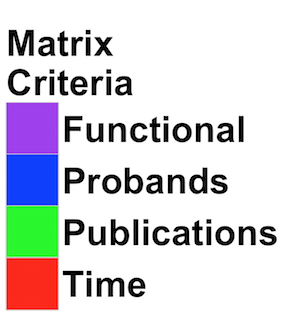 Matrix
Criteria
Functional
Probands
Publications
Time